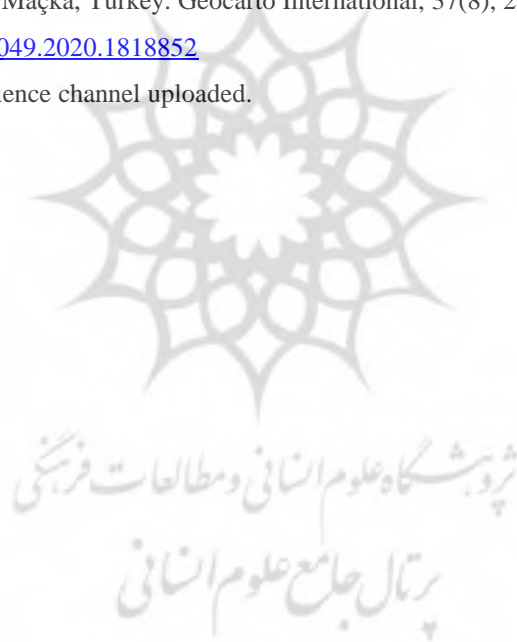 Maçka, Turkey. Geocarto International, 37(8), 2
049.2020.1818852
ience channel uploaded.
پژوهشگاه علوم انسانی و مطالعات فرهنگی
پرتال جامع علوم انسانی